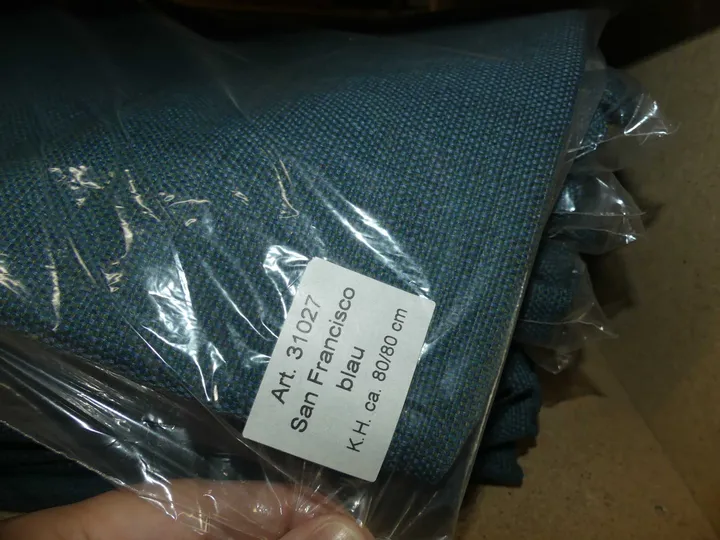 Art. 31027
San Francisco
blau
K.H. ca. 80/80 cm